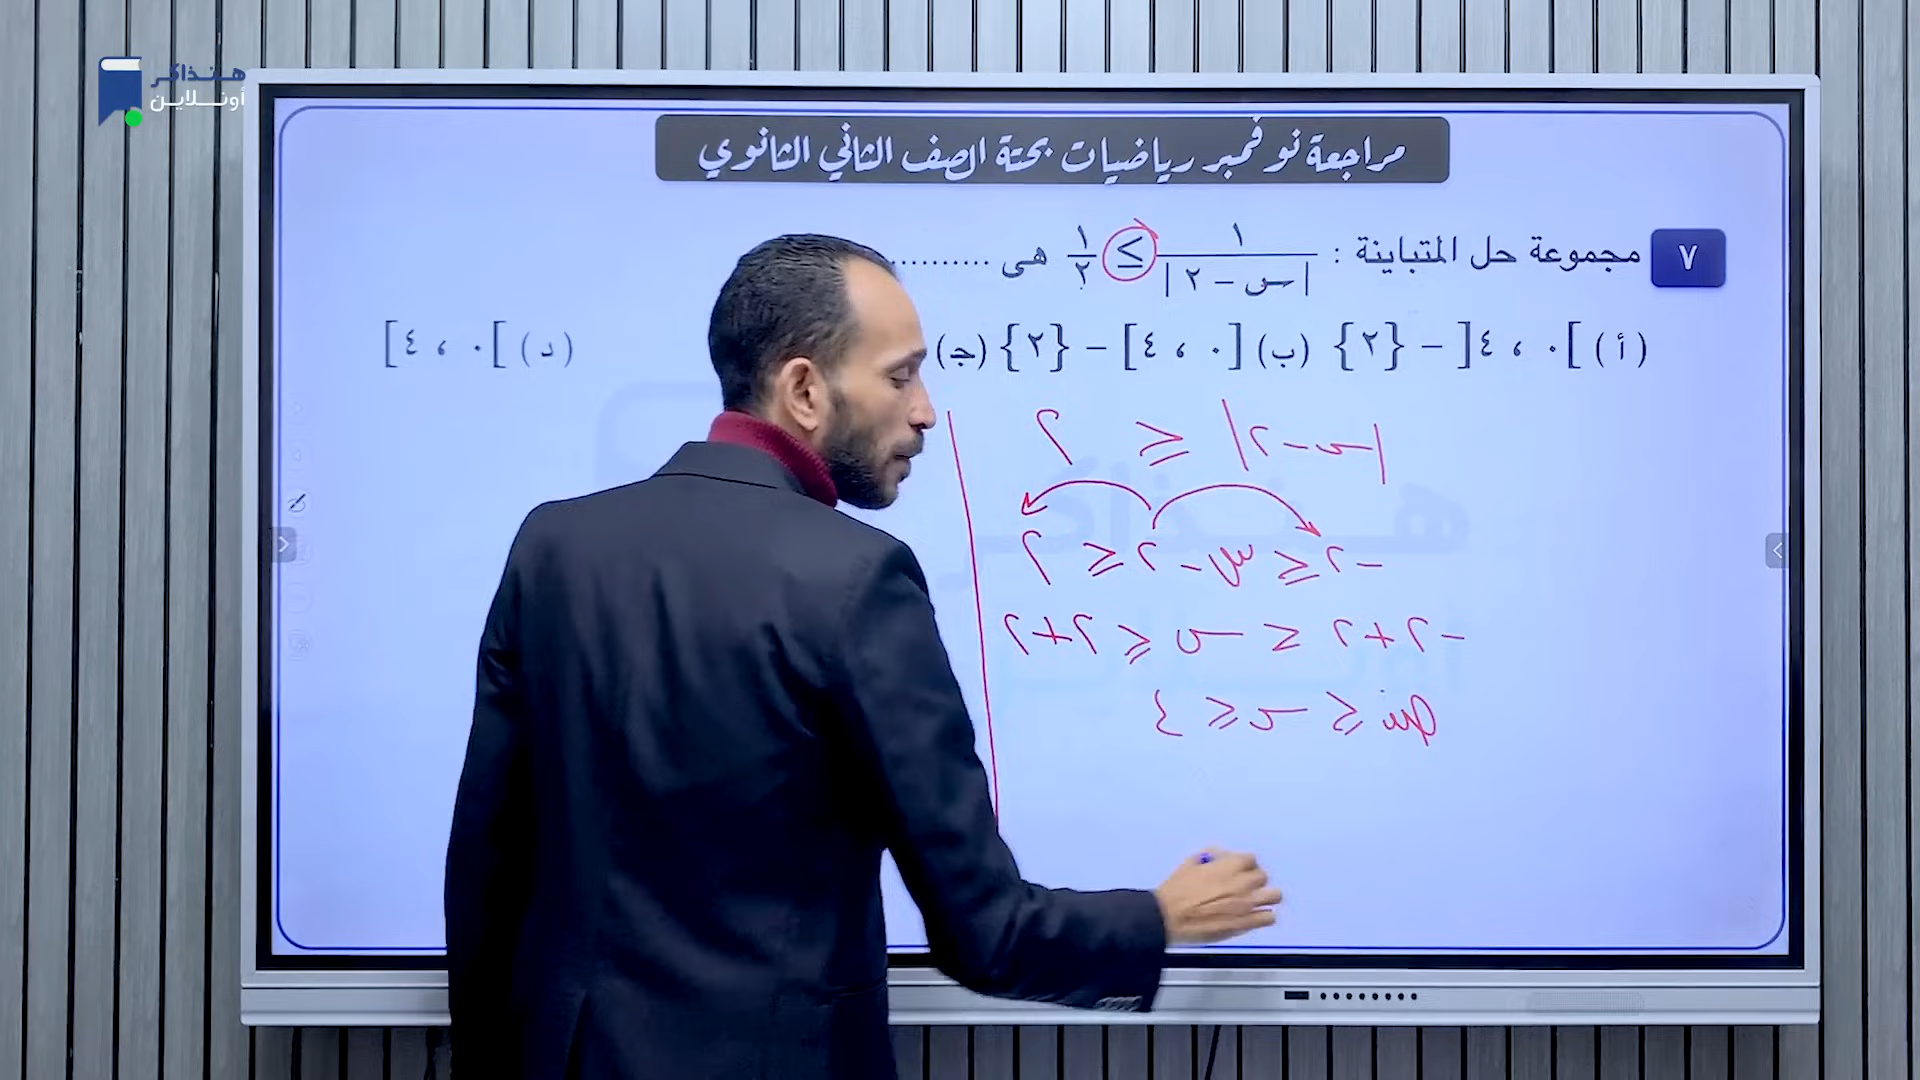 هنذاكر
أونلاين
مراجعة نوفمبر رياضيات بحتة الصف الثاني الثانوي
٧ مجموعة حل المتباينة : ١ / |س − ٢| ≥ ١ / ٢ هى ..........
(أ) ]٠ ، ٤[ − {٢} (ب) [٠ ، ٤] − {٢} (ج)
(د) ]٠ ، ٤]
|س − ٢| ≤ ٢
−٢ ≤ س − ٢ ≤ ٢
−٢ + ٢ ≤ س ≤ ٢ + ٢
صفر ≤ س ≤ ٤